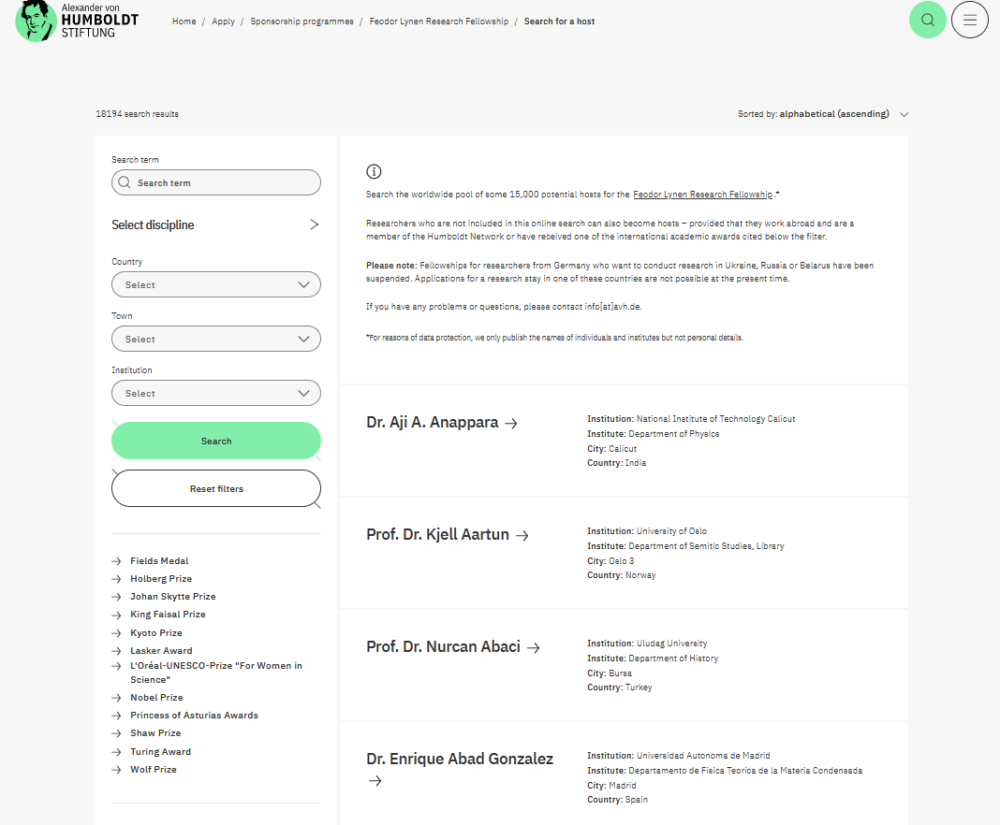 Alexander von
HUMBOLDT
STIFTUNG
Home / Apply / Sponsorship programmes / Feodor Lynen Research Fellowship / Search for a host
18194 search results
Sorted by: alphabetical (ascending)
Search term
Search term
Select discipline
Country
Select
Town
Select
Institution
Select
Search
Reset filters
Fields Medal
Holberg Prize
Johan Skytte Prize
King Faisal Prize
Kyoto Prize
Lasker Award
L'Oréal-UNESCO-Prize "For Women in
Science"
Nobel Prize
Princess of Asturias Awards
Shaw Prize
Turing Award
Wolf Prize
Search the worldwide pool of some 15,000 potential hosts for the Feodor Lynen Research Fellowship.*
Researchers who are not included in this online search can also become hosts – provided that they work abroad and are a
member of the Humboldt Network or have received one of the international academic awards cited below the filter.
Please note: Fellowships for researchers from Germany who want to conduct research in Ukraine, Russia or Belarus have been
suspended. Applications for a research stay in one of these countries are not possible at the present time.
If you have any problems or questions, please contact info[at]avh.de.
*For reasons of data protection, we only publish the names of individuals and institutes but not personal details.
Dr. Aji A. Anappara
Institution: National Institute of Technology Calicut
Institute: Department of Physics
City: Calicut
Country: India
Prof. Dr. Kjell Aartun
Institution: University of Oslo
Institute: Department of Semitic Studies, Library
City: Oslo 3
Country: Norway
Prof. Dr. Nurcan Abaci
Institution: Uludag University
Institute: Department of History
City: Bursa
Country: Turkey
Dr. Enrique Abad Gonzalez
Institution: Universidad Autonoma de Madrid
Institute: Departamento de Fisica Teorica de la Materia Condensada
City: Madrid
Country: Spain